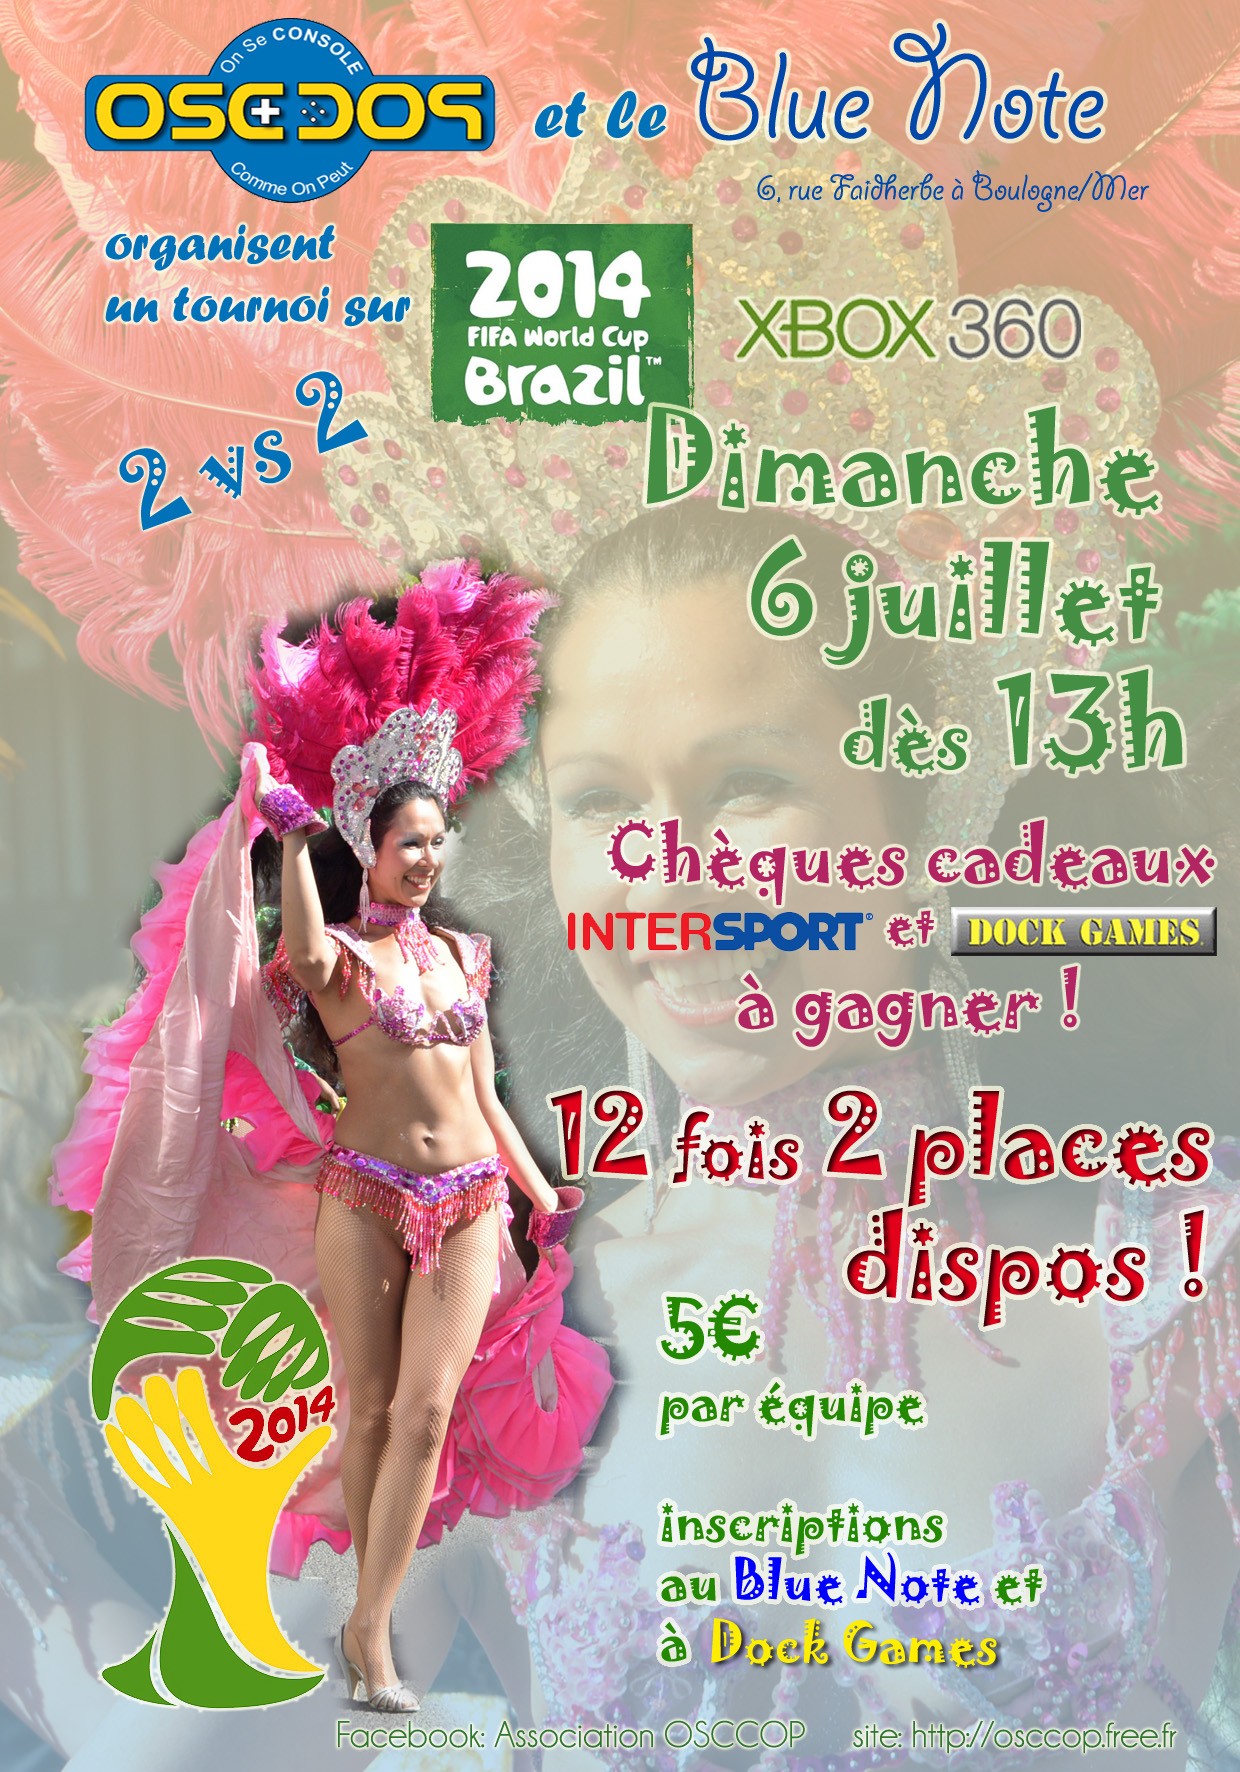 On Se CONSOLE
OSCCOP
Comme On Peut
et le Blue Note
6, rue Faidherbe à Boulogne/Mer
organisent
un tournoi sur
2014
FIFA World Cup
Brazil™
XBOX 360
2 vs 2
Dimanche
6 juillet
dès 13h
Chèques cadeaux
INTERSPORT® et DOCK GAMES
à gagner !
12 fois 2 places
dispos !
5€
par équipe
2014
inscriptions
au Blue Note et
à Dock Games
Facebook: Association OSCCOP site: http://osccop.free.fr